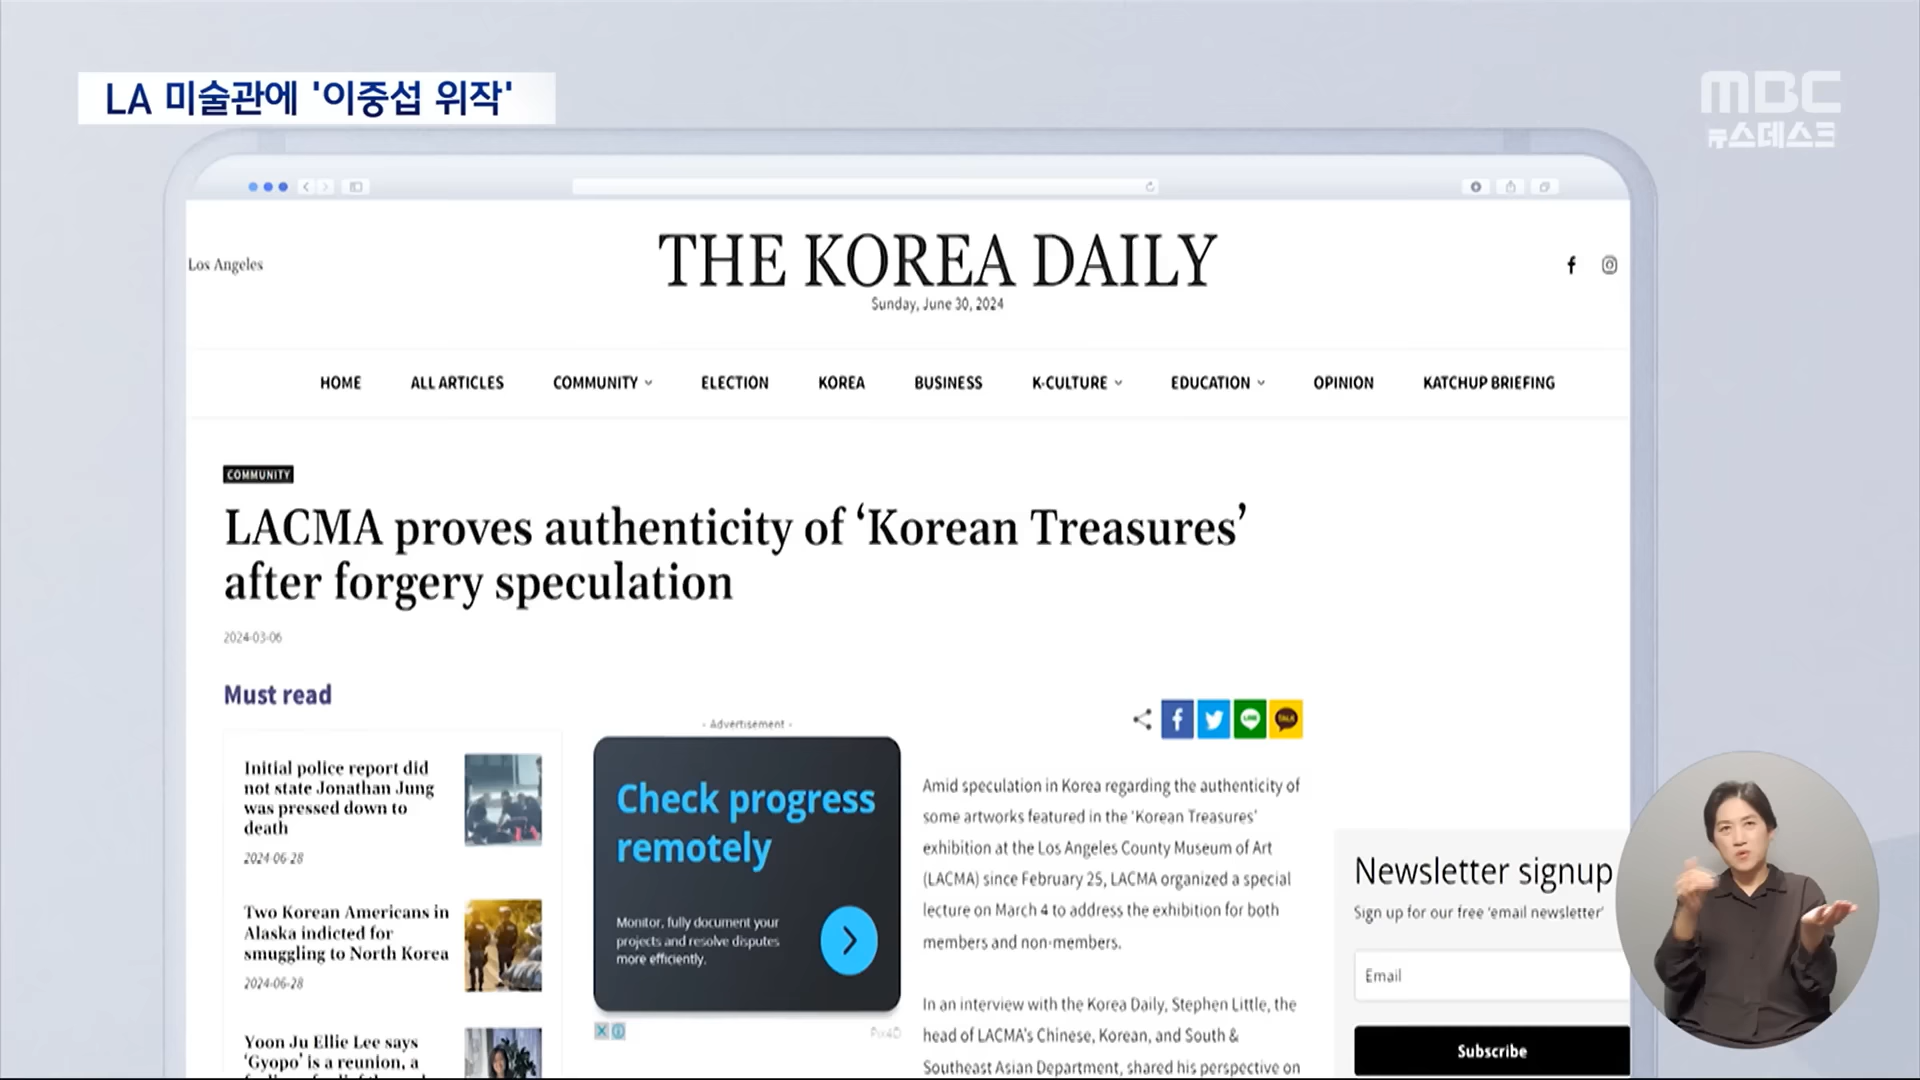 LA 미술관에 '이중섭 위작'
MBC
뉴스데스크
Los Angeles
THE KOREA DAILY
Sunday, June 30, 2024
HOME ALL ARTICLES COMMUNITY ELECTION KOREA BUSINESS K-CULTURE EDUCATION OPINION KATCHUP BRIEFING
COMMUNITY
LACMA proves authenticity of ‘Korean Treasures’
after forgery speculation
2024-03-06
Must read
Initial police report did
not state Jonathan Jung
was pressed down to
death
2024-06-28
Two Korean Americans in
Alaska indicted for
smuggling to North Korea
2024-06-28
Yoon Ju Ellie Lee says
‘Gyopo’ is a reunion, a
- Advertisement -
Check progress
remotely
Monitor, fully document your
projects and resolve disputes
more efficiently.
Pix4D
LINE
TALK
Amid speculation in Korea regarding the authenticity of
some artworks featured in the ‘Korean Treasures’
exhibition at the Los Angeles County Museum of Art
(LACMA) since February 25, LACMA organized a special
lecture on March 4 to address the exhibition for both
members and non-members.
In an interview with the Korea Daily, Stephen Little, the
head of LACMA’s Chinese, Korean, and South &
Southeast Asian Department, shared his perspective on
Newsletter signup
Sign up for our free ‘email newsletter’
Email
Subscribe